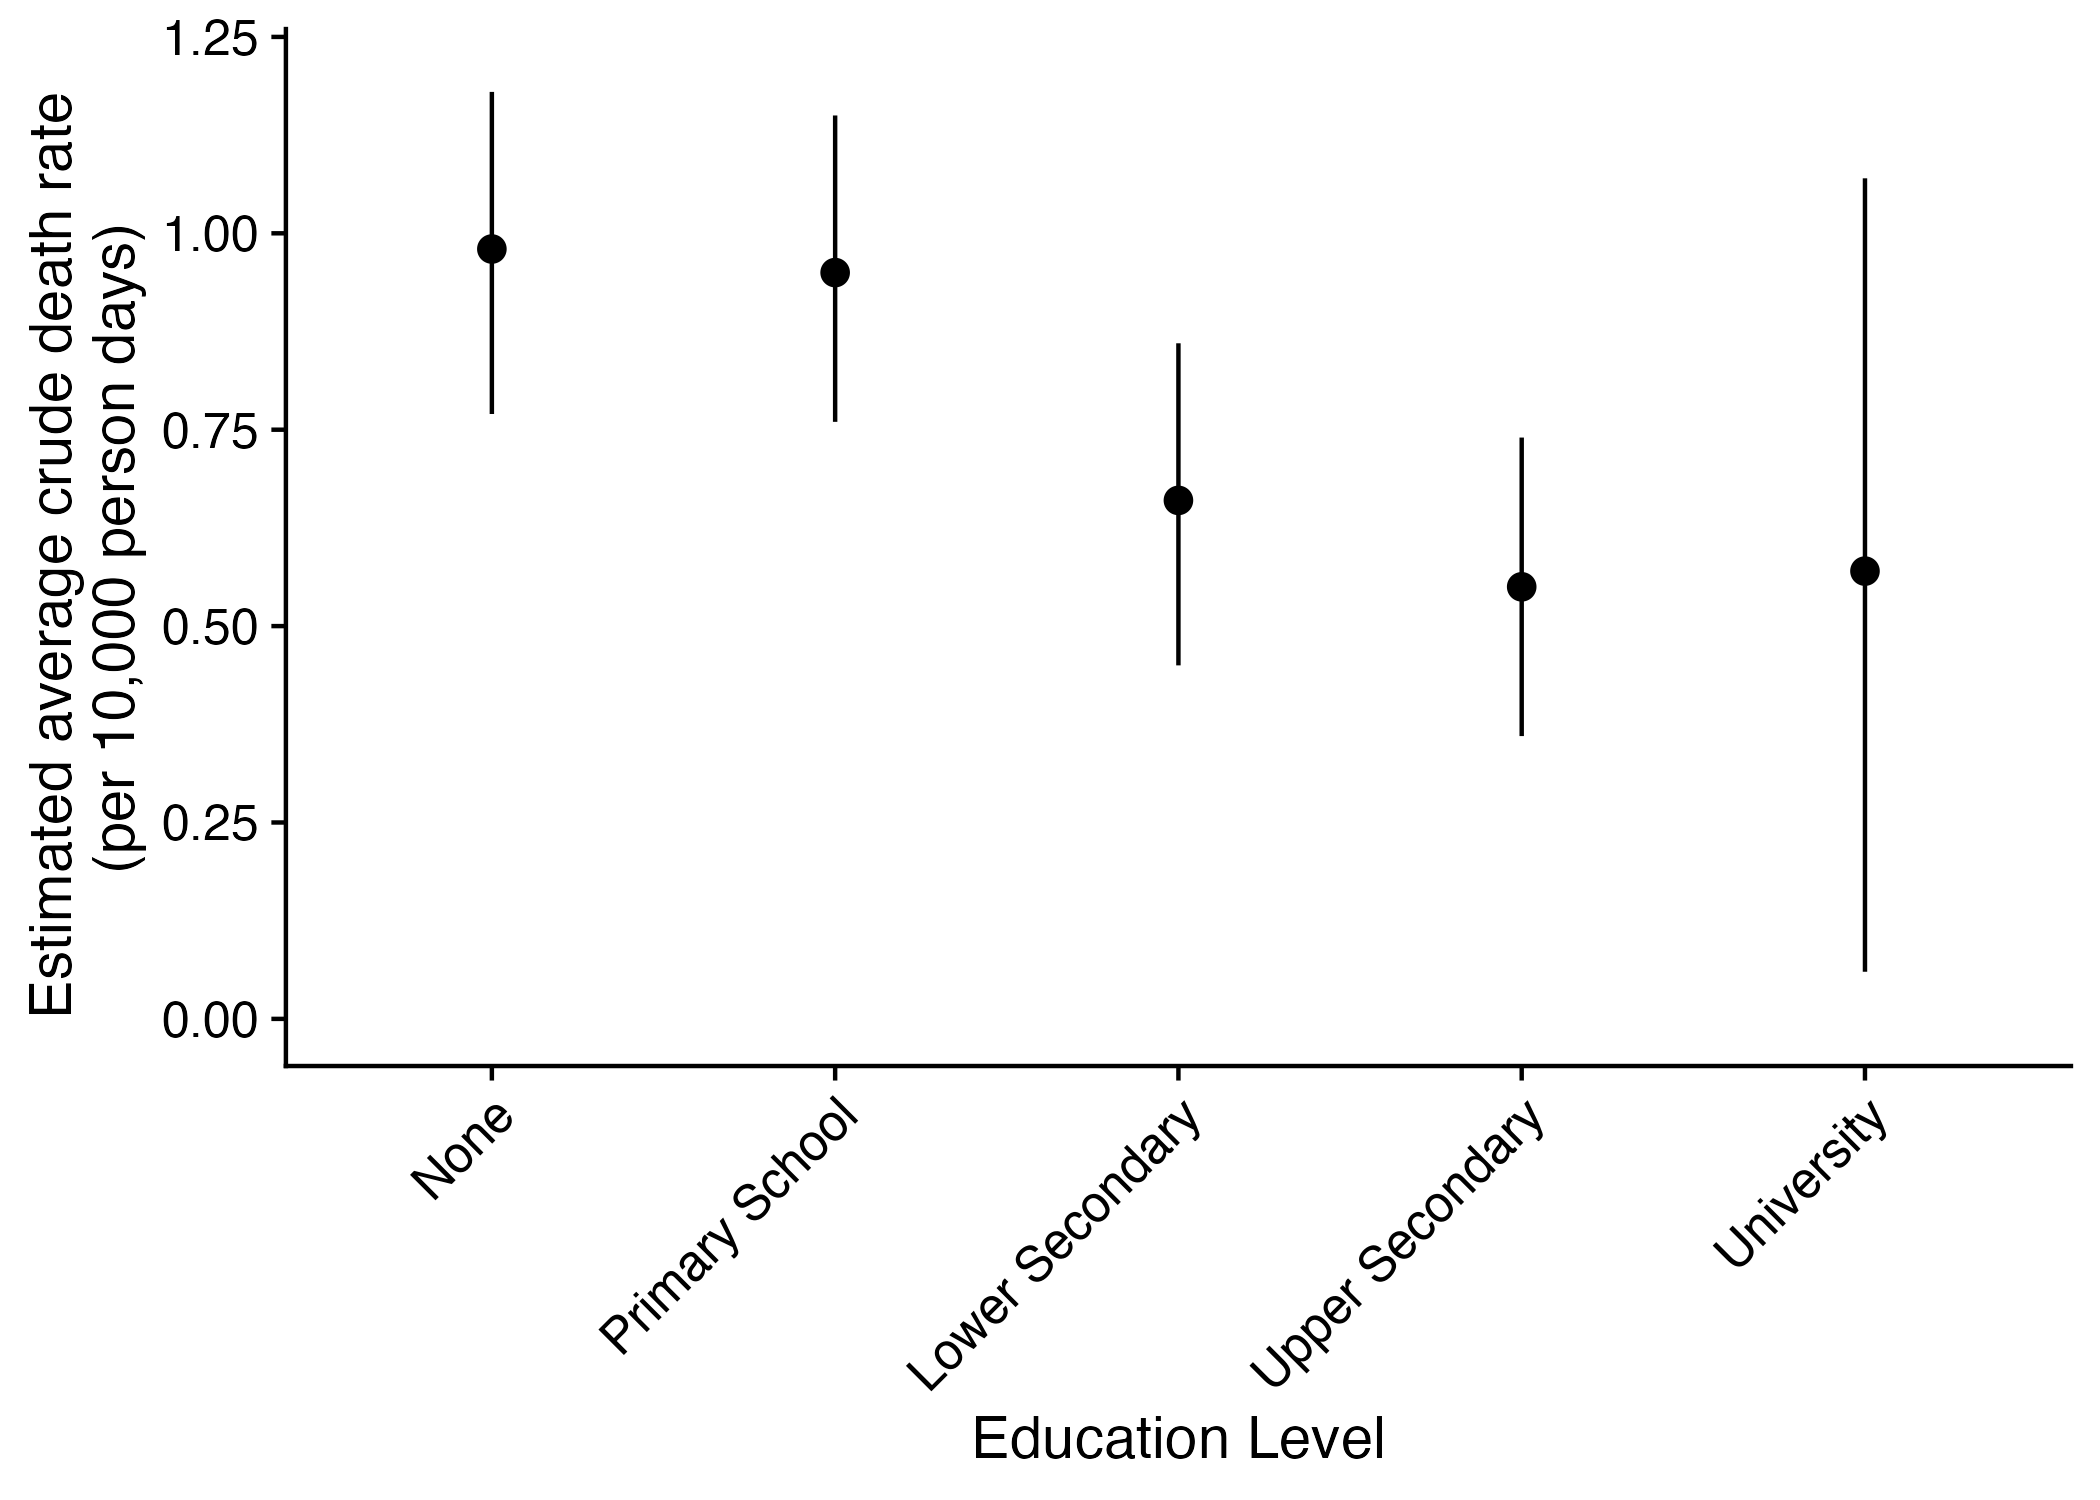 Estimated average crude death rate
(per 10,000 person days)
1.25
1.00
0.75
0.50
0.25
0.00
None
Primary School
Lower Secondary
Upper Secondary
University
Education Level